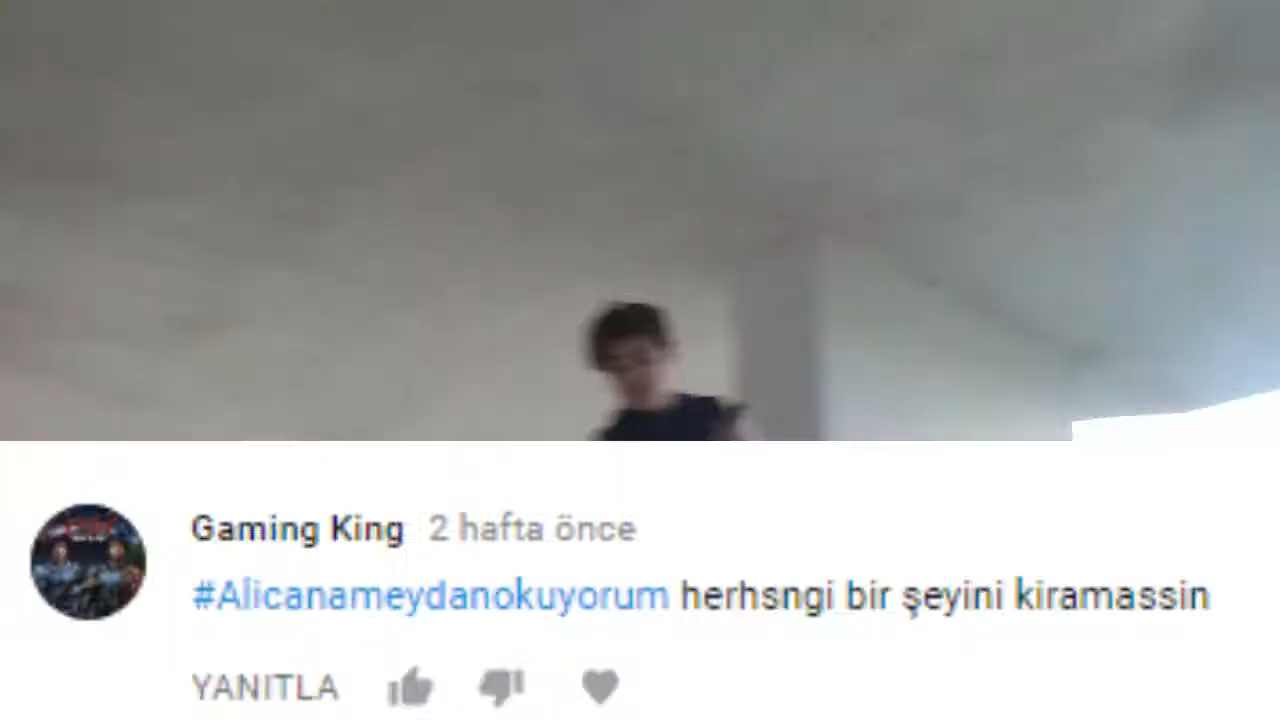 Gaming King 2 hafta önce
#Alicanameydanokuyorum herhsngi bir şeyini kiramassin
YANITLA